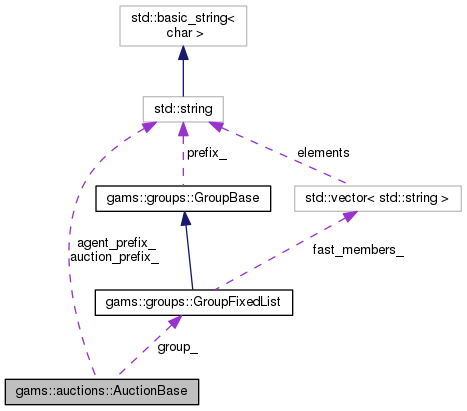 std::basic_string<
char >
std::string
prefix_
elements
gams::groups::GroupBase
std::vector< std::string >
agent_prefix_
auction_prefix_
fast_members_
gams::groups::GroupFixedList
group_
gams::auctions::AuctionBase